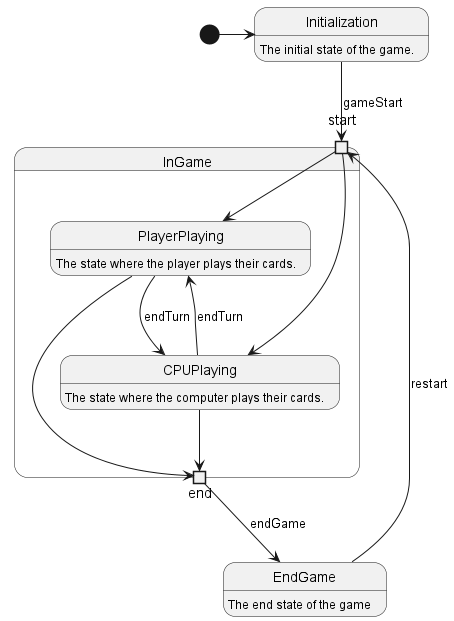 Initialization
The initial state of the game.
gameStart
start
InGame
PlayerPlaying
The state where the player plays their cards.
endTurn
endTurn
CPUPlaying
The state where the computer plays their cards.
restart
end
endGame
EndGame
The end state of the game